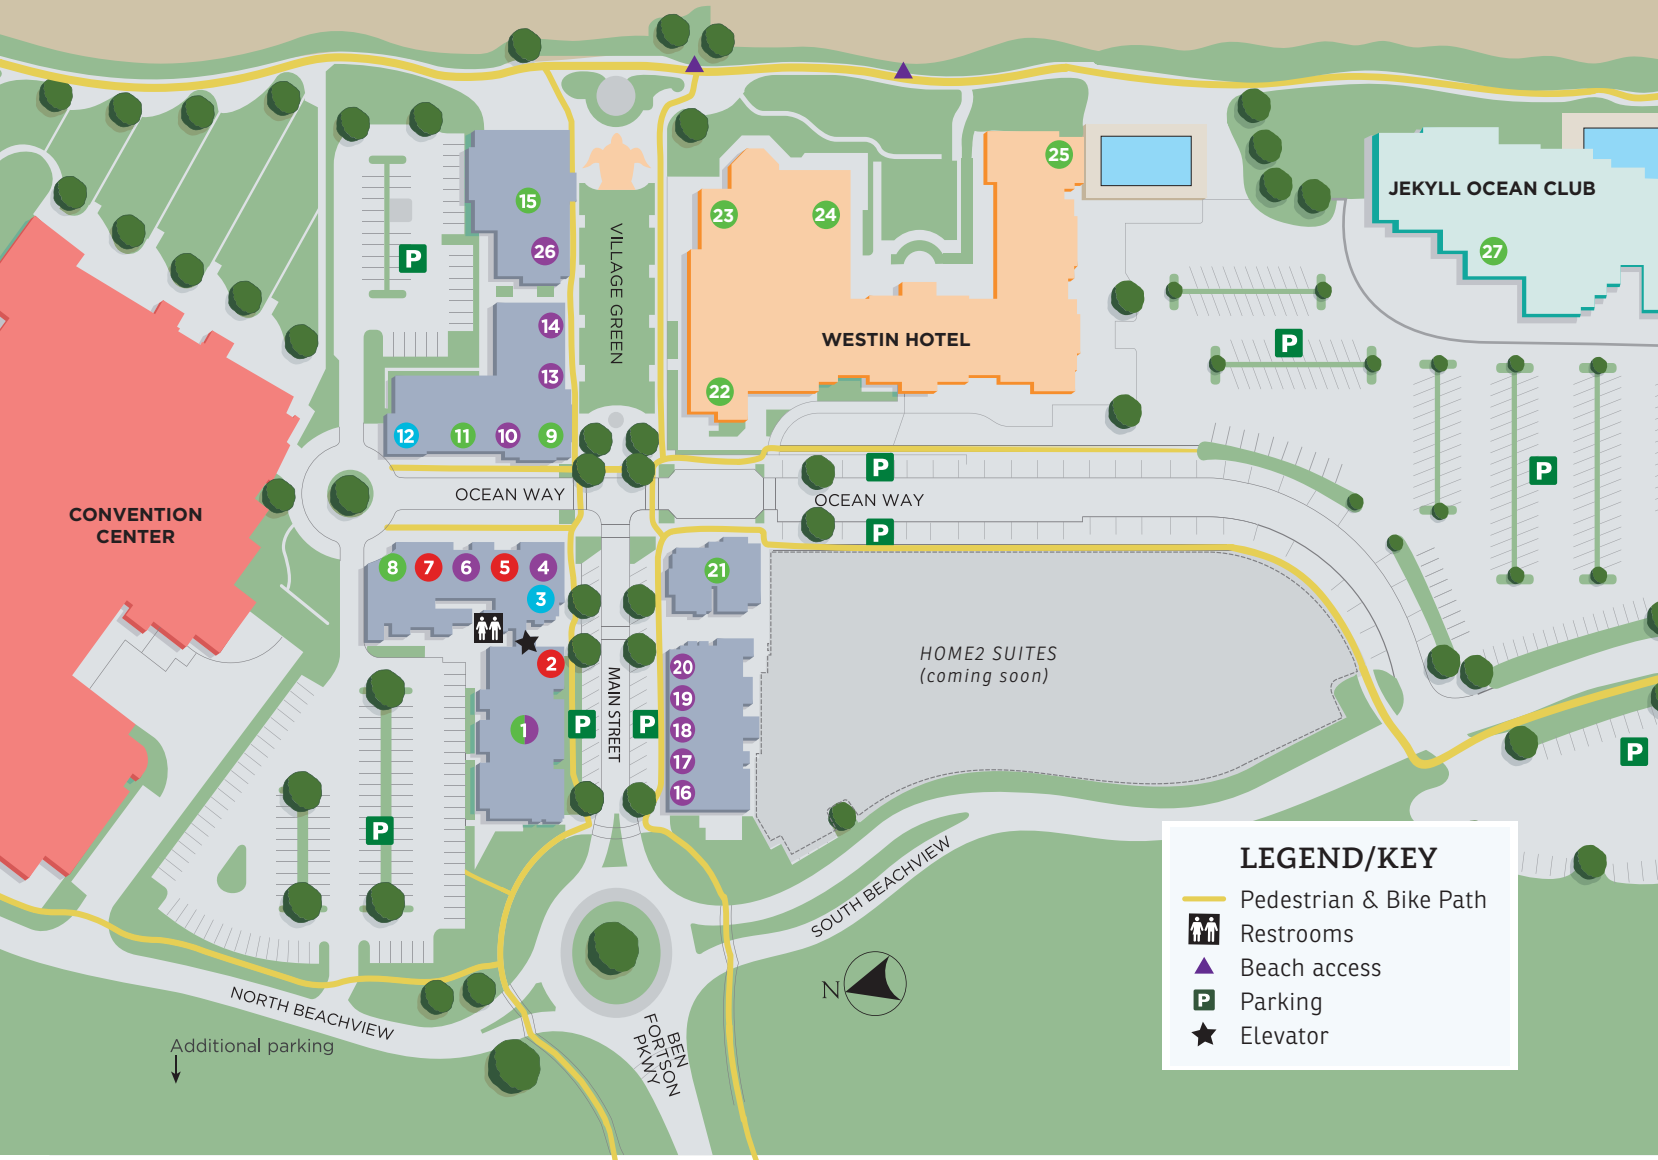 25
JEKYLL OCEAN CLUB
15
23
24
26
27
P
VILLAGE GREEN
14
WESTIN HOTEL
P
13
22
12
11
10
9
P
P
OCEAN WAY
OCEAN WAY
CONVENTION
CENTER
P
8
7
6
5
4
21
3
2
20
HOME2 SUITES
(coming soon)
19
MAIN STREET
1
P
P
18
17
16
P
P
SOUTH BEACHVIEW
N
NORTH BEACHVIEW
BEN
FORTSON
PKWY
Additional parking
LEGEND/KEY
Pedestrian & Bike Path
Restrooms
Beach access
P
Parking
Elevator